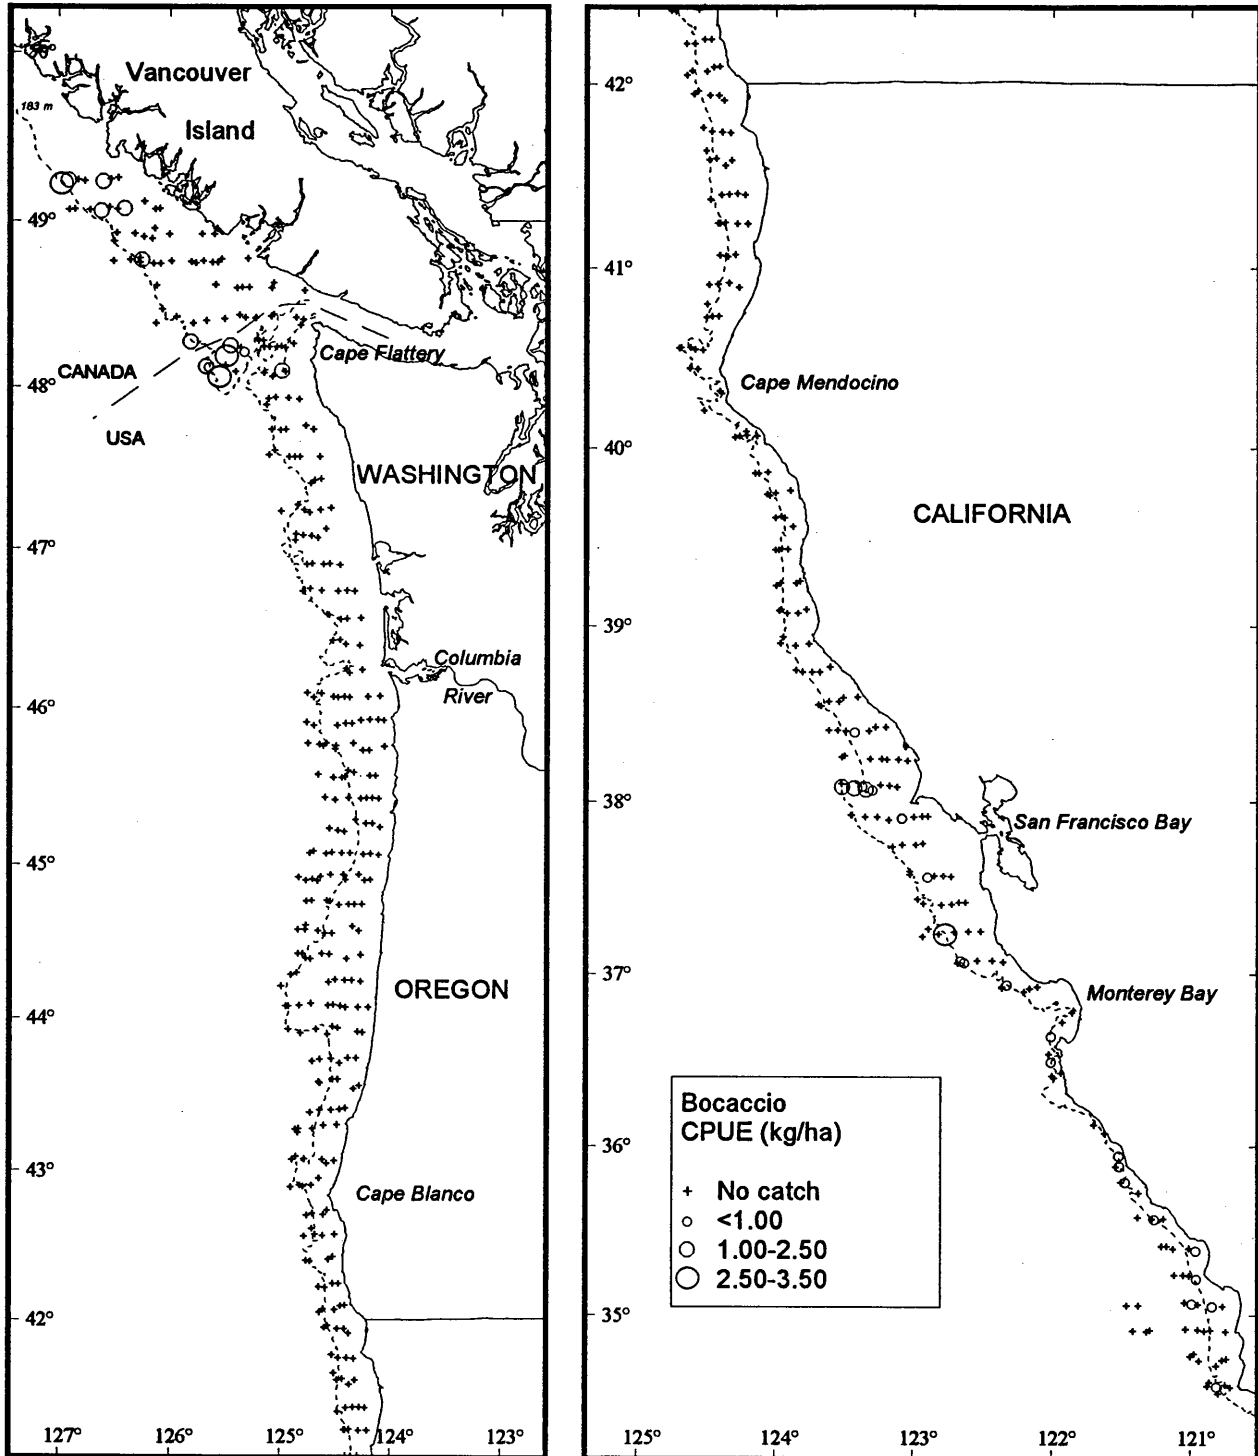 Vancouver
183 m
Island
49°
48°
CANADA
USA
Cape Flattery
WASHINGTON
47°
Columbia
River
46°
45°
OREGON
44°
43°
Cape Blanco
42°
127°
126°
125°
124°
123°
42°
41°
Cape Mendocino
40°
CALIFORNIA
39°
38°
San Francisco Bay
37°
Monterey Bay
36°
35°
Bocaccio
CPUE (kg/ha)
+ No catch
<1.00
1.00-2.50
2.50-3.50
125°
124°
123°
122°
121°